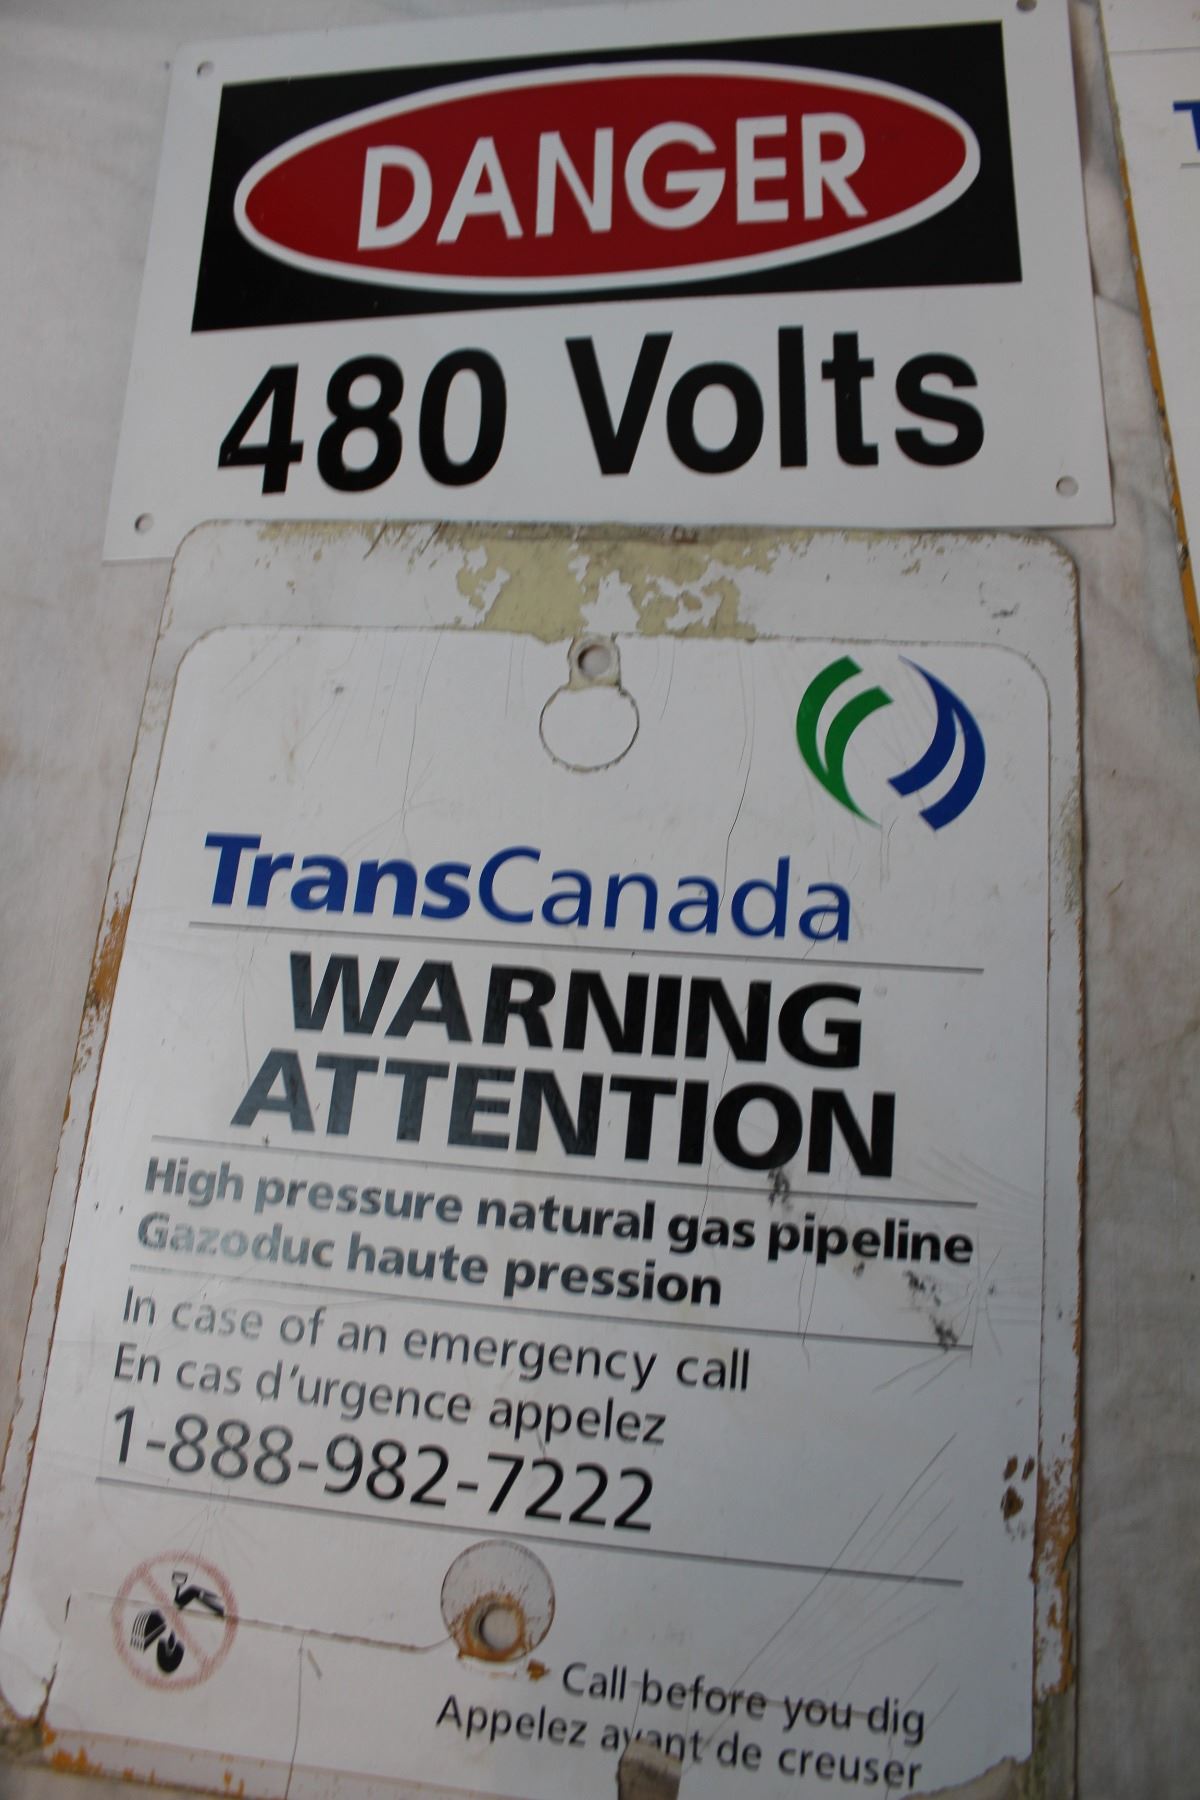 DANGER
480 Volts
TransCanada
WARNING
ATTENTION
High pressure natural gas pipeline
Gazoduc haute pression
In case of an emergency call
En cas d'urgence appelez
1-888-982-7222
Call before you dig
Appelez avant de creuser